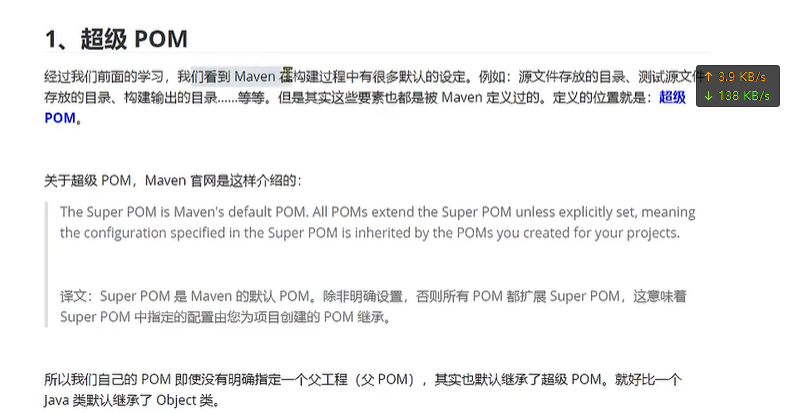 1、超级 POM
经过我们前面的学习，我们看到 Maven 在构建过程中有很多默认的设定。例如：源文件存放的目录、测试源文件
存放的目录、构建输出的目录……等等。但是其实这些要素也都是被 Maven 定义过的。定义的位置就是：超级
POM。
↑ 3.9 KB/s
↓ 138 KB/s
关于超级 POM，Maven 官网是这样介绍的：
The Super POM is Maven's default POM. All POMs extend the Super POM unless explicitly set, meaning
the configuration specified in the Super POM is inherited by the POMs you created for your projects.
译文：Super POM 是 Maven 的默认 POM。除非明确设置，否则所有 POM 都扩展 Super POM，这意味着
Super POM 中指定的配置由您为项目创建的 POM 继承。
所以我们自己的 POM 即使没有明确指定一个父工程（父 POM），其实也默认继承了超级 POM。就好比一个
Java 类默认继承了 Object 类。